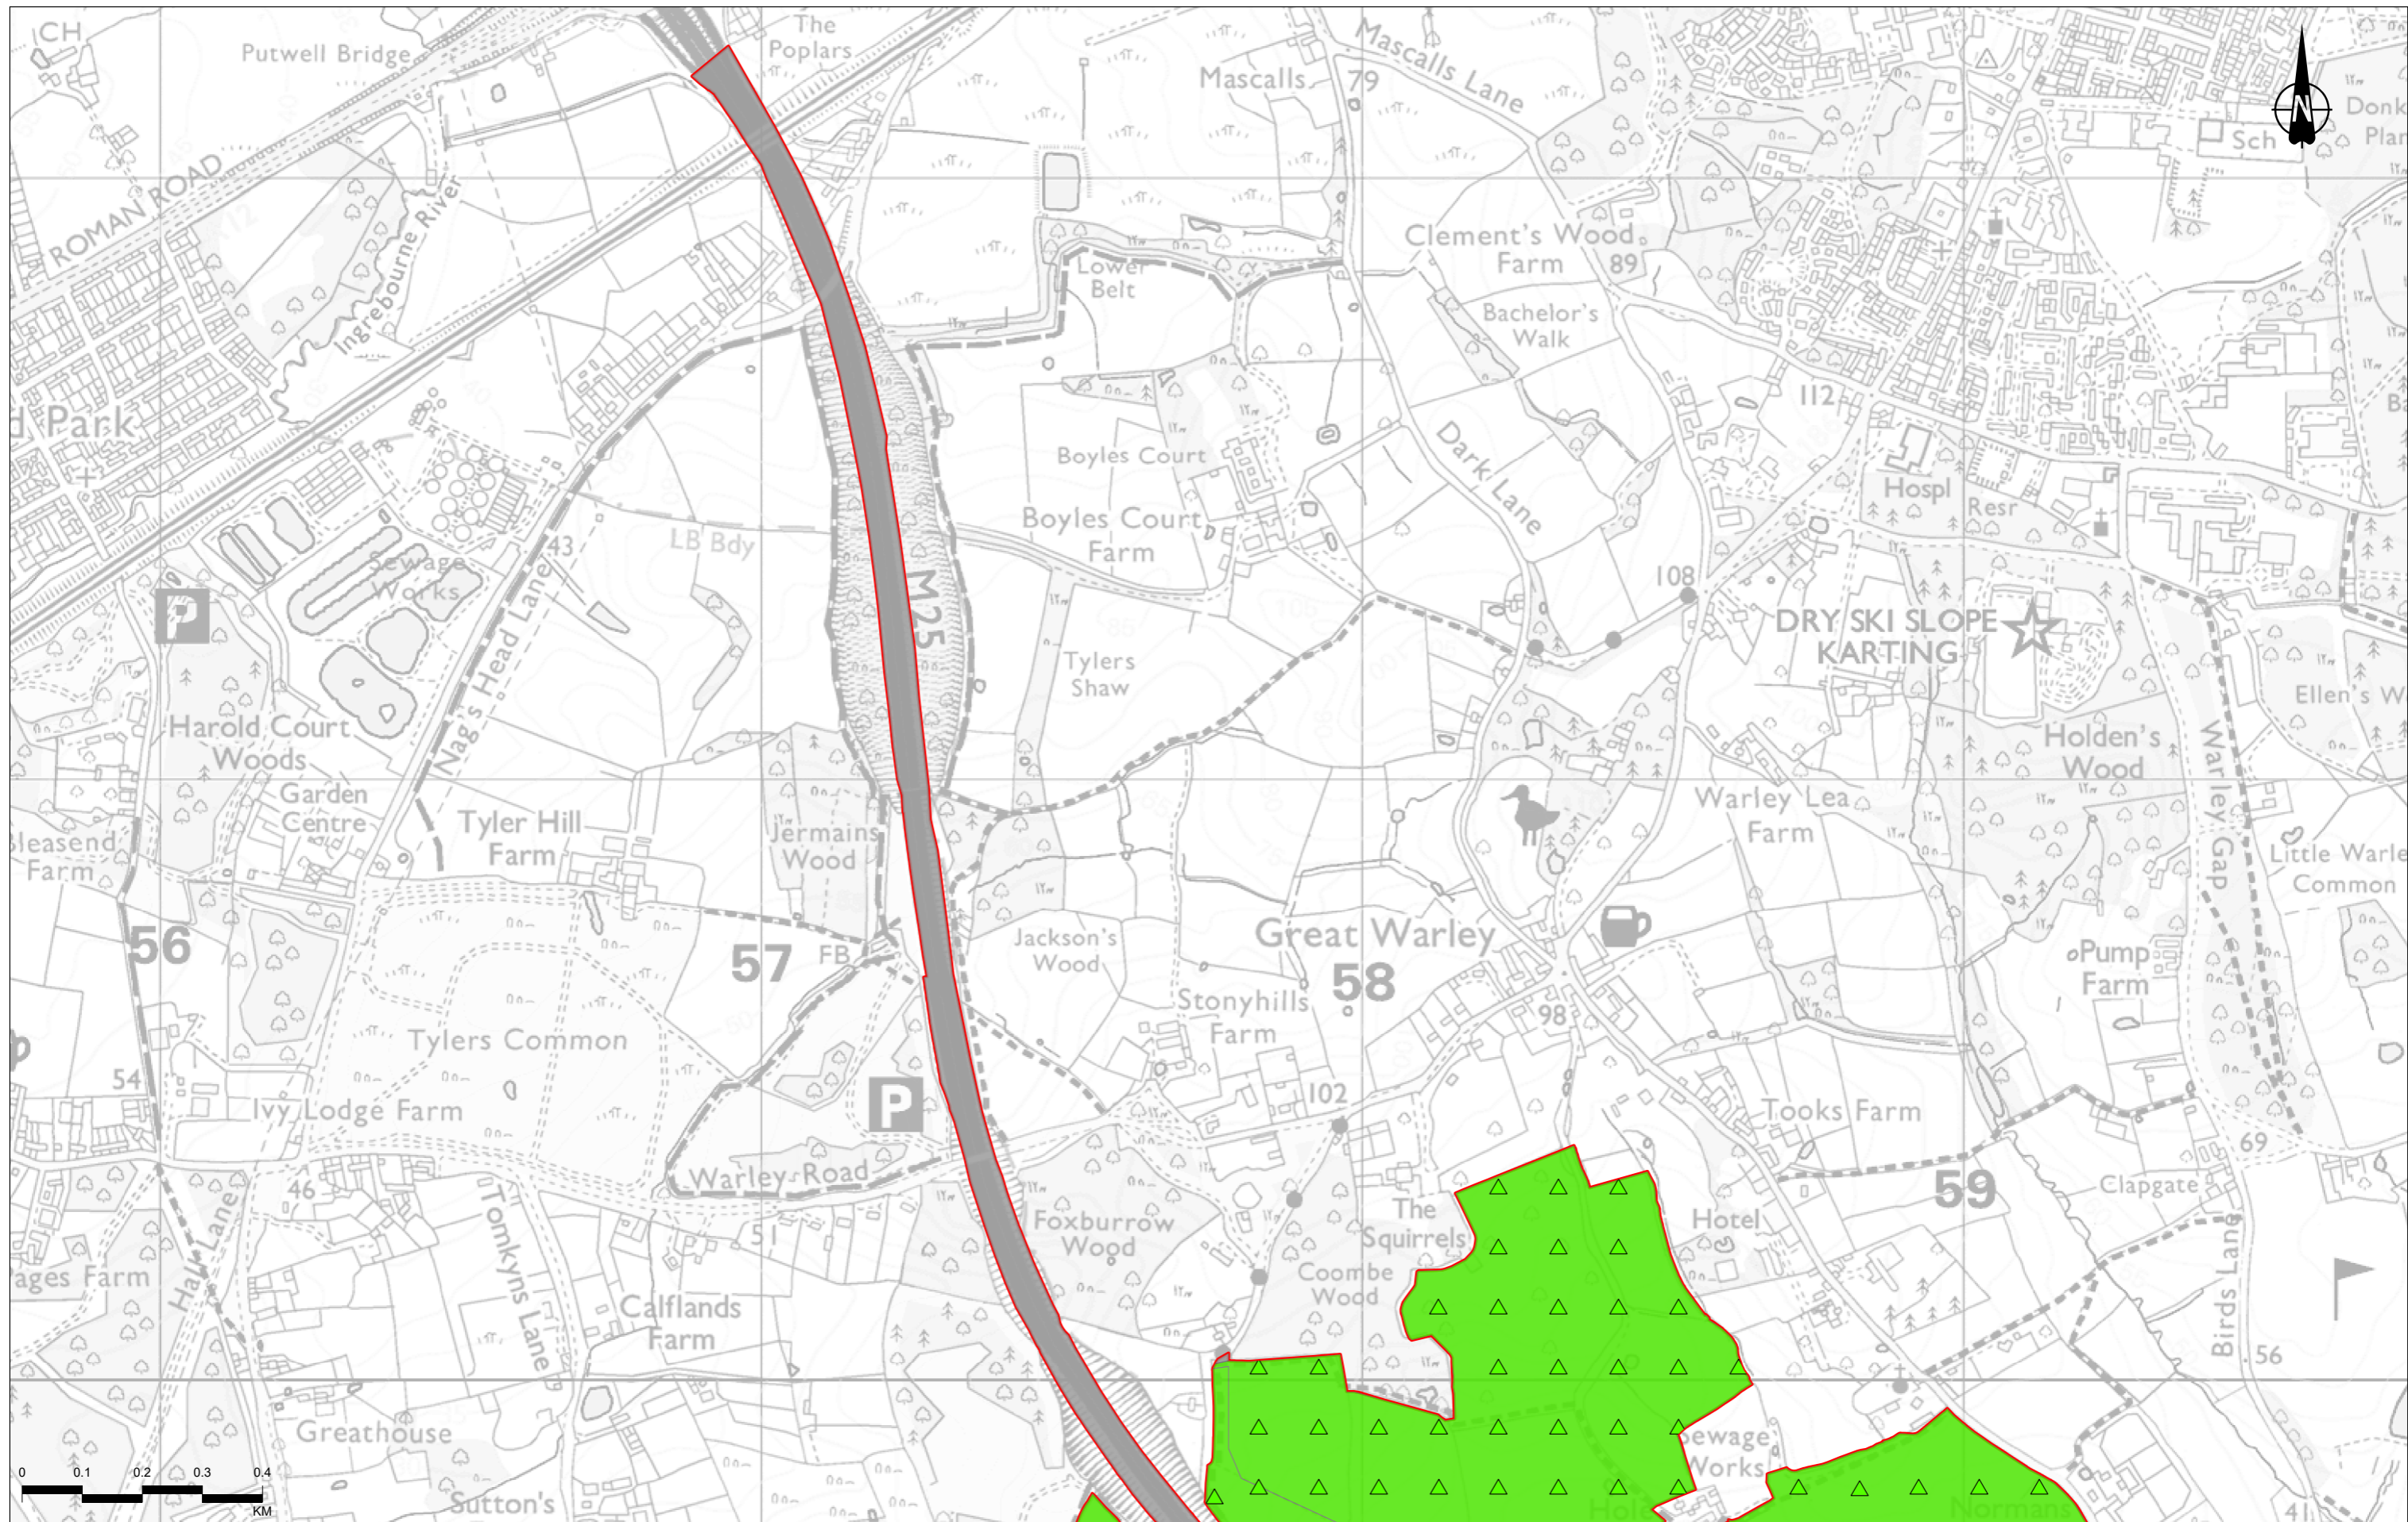 CH
Putwell Bridge
The
Poplars
Mascalls
79
Mascalls Lane
N
Sch
ROMAN ROAD
Ingrebourne River
Lower
Belt
Clement's Wood
Farm
89
Bachelor's
Walk
112
d Park
Boyles Court
Dark Lane
Hospl
Resr
Boyles Court
Farm
LB Bdy
43
Sewage
Works
P
M25
108
DRY SKI SLOPE
KARTING
Tylers
Shaw
Nag's Head Lane
Harold Court
Woods
Holden's
Wood
Warley Gap
Ellen's W
Garden
Centre
Tyler Hill
Farm
Jermains
Wood
Warley Lea
Farm
Little Warle
Common
Farm
56
57
FB
Jackson's
Wood
Great Warley
58
Pump
Farm
Stonyhills
Farm
98
Tylers Common
54
P
102
Ivy Lodge Farm
Tooks Farm
69
Warley Road
46
Hall Lane
Tomkyns Lane
51
Foxburrow
Wood
The
Squirrels
Hotel
59
Clapgate
ages Farm
Calflands
Farm
Coombe
Wood
Birds Lane
56
Greathouse
Sewage
Works
0 0.1 0.2 0.3 0.4
KM
Sutton's
Hole
Normans
41